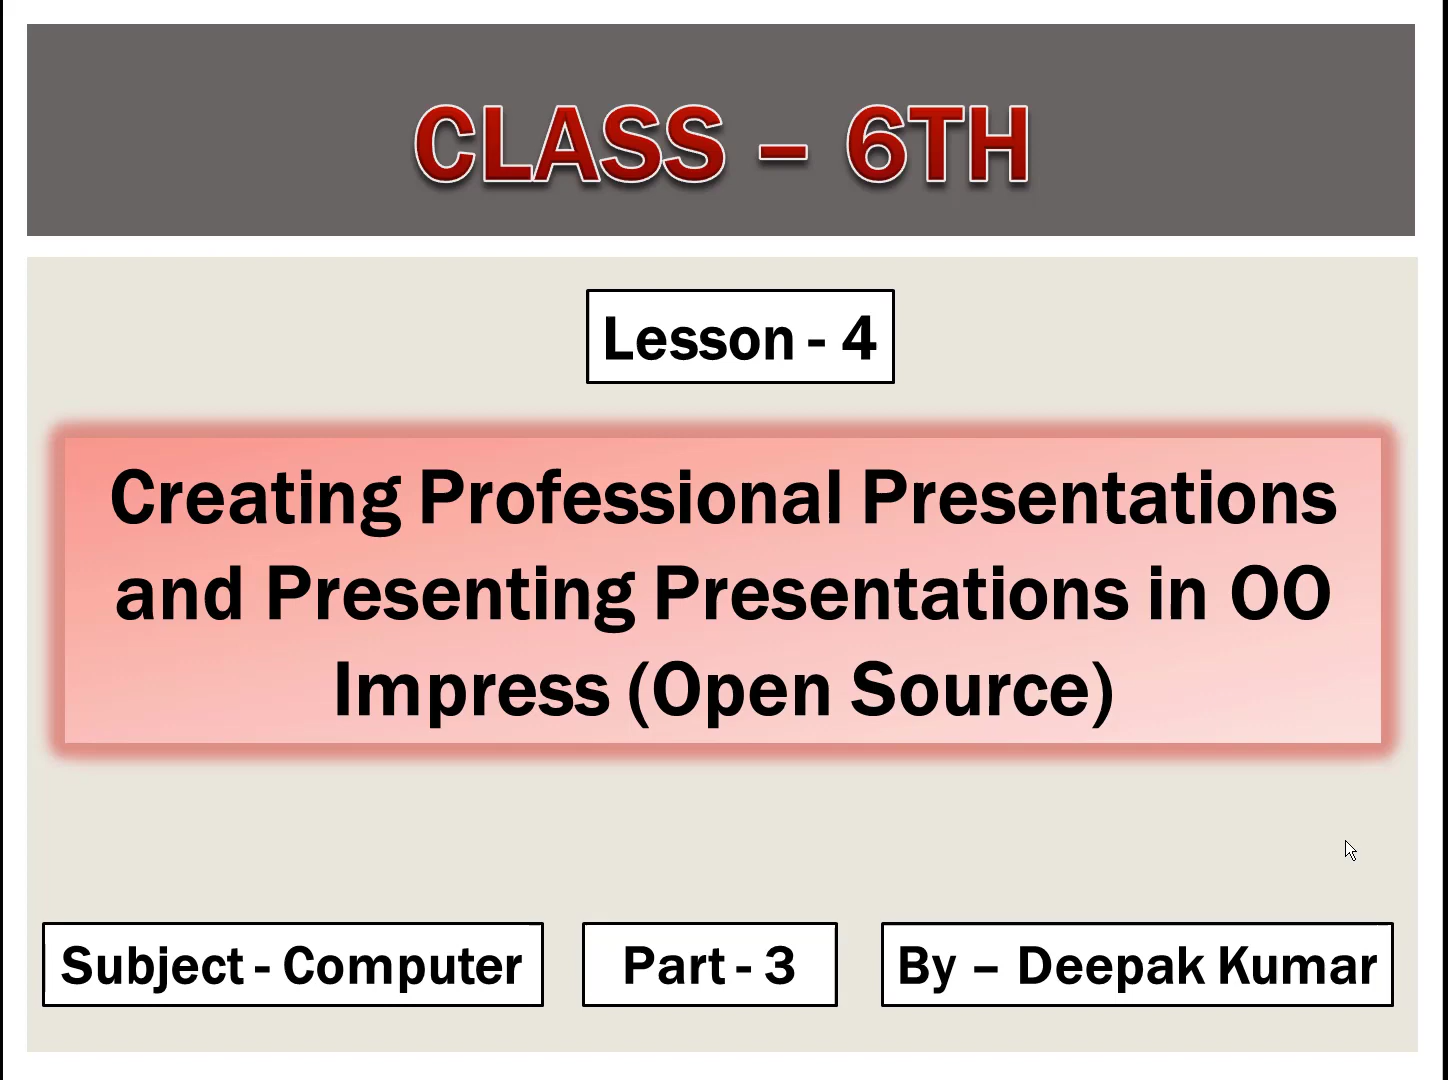 CLASS – 6TH
Lesson - 4
Creating Professional Presentations
and Presenting Presentations in OO
Impress (Open Source)
Subject - Computer
Part - 3
By – Deepak Kumar